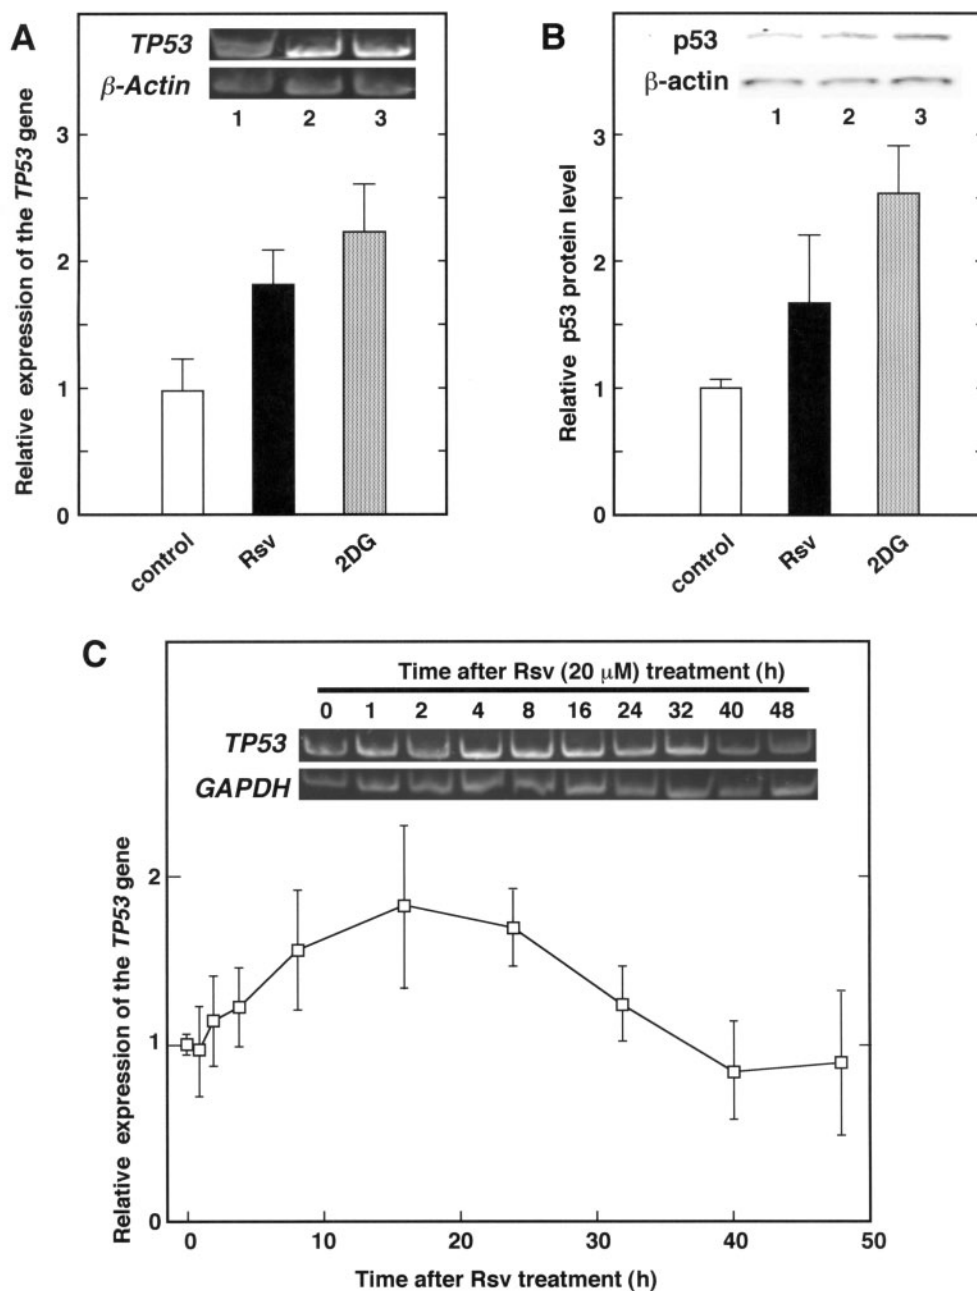 A
TP53
β-Actin
1 2 3
Relative expression of the TP53 gene
3
2
1
0
control Rsv 2DG
B
p53
β-actin
1 2 3
Relative p53 protein level
3
2
1
0
control Rsv 2DG
C
Time after Rsv (20 μM) treatment (h)
0 1 2 4 8 16 24 32 40 48
TP53
GAPDH
Relative expression of the TP53 gene
2
1
0
0 10 20 30 40 50
Time after Rsv treatment (h)